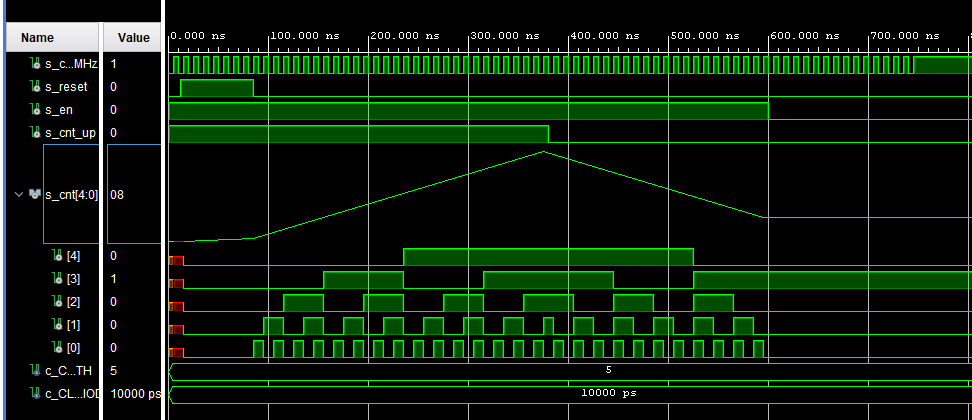 Name Value 0.000 ns 100.000 ns 200.000 ns 300.000 ns 400.000 ns 500.000 ns 600.000 ns 700.000 ns
s_c...MHz 1
s_reset 0
s_en 0
s_cnt_up 0
s_cnt[4:0] 08
[4] 0
[3] 1
[2] 0
[1] 0
[0] 0
c_C...TH 5 5
c_CL...IOD 10000 ps 10000 ps